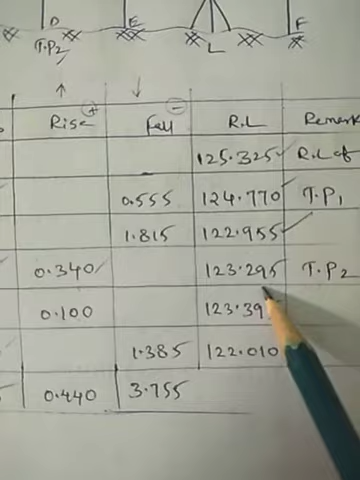 D E L F
T.P2
Rise + Fall - R.L Remark
125.325 R.L of
0.555 124.770 T.P1
1.815 122.955
0.340 123.295 T.P2
0.100 123.39
1.385 122.010
0.440 3.755